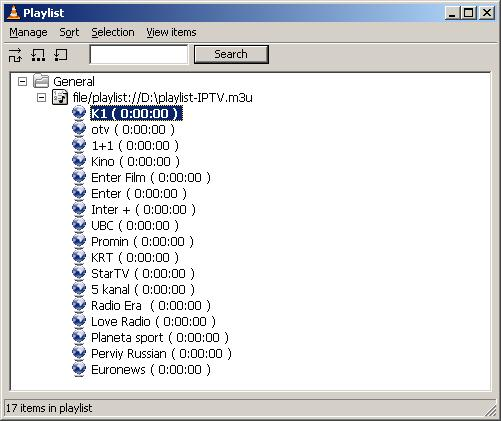 Playlist
Manage Sort Selection View items
Search
General
file/playlist://D:\playlist-IPTV.m3u
K1 ( 0:00:00 )
otv ( 0:00:00 )
1+1 ( 0:00:00 )
Kino ( 0:00:00 )
Enter Film ( 0:00:00 )
Enter ( 0:00:00 )
Inter + ( 0:00:00 )
UBC ( 0:00:00 )
Promin ( 0:00:00 )
KRT ( 0:00:00 )
StarTV ( 0:00:00 )
5 kanal ( 0:00:00 )
Radio Era  ( 0:00:00 )
Love Radio ( 0:00:00 )
Planeta sport ( 0:00:00 )
Perviy Russian ( 0:00:00 )
Euronews ( 0:00:00 )
17 items in playlist